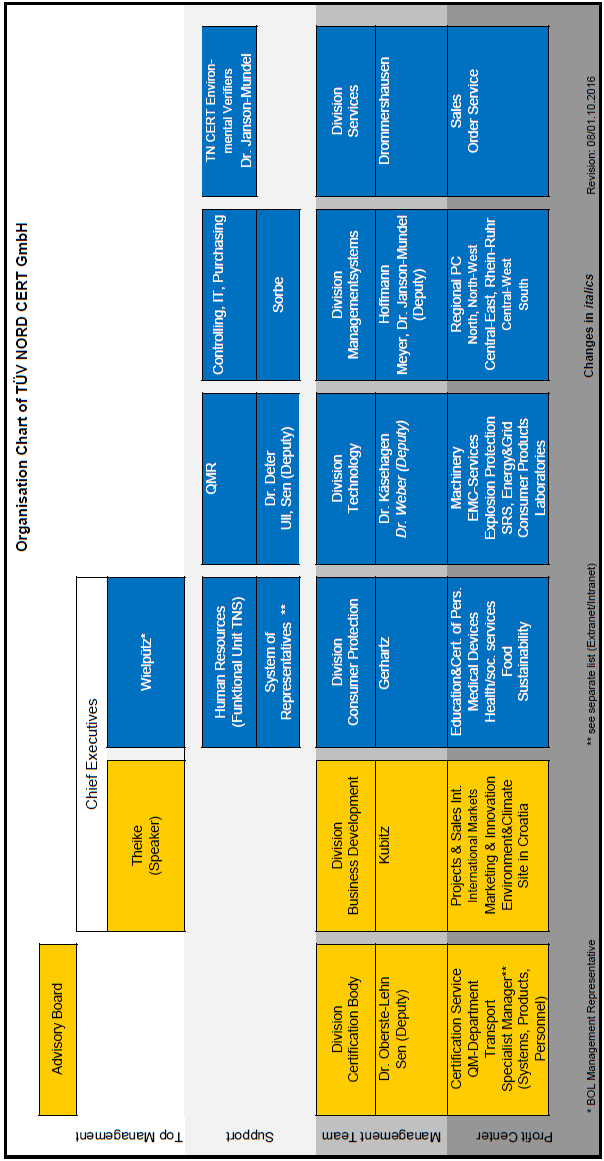 Organisation Chart of TÜV NORD CERT GmbH
Top Management
Advisory Board
Chief Executives
Theike
(Speaker)
Wielpütz*
Support
Human Resources
(Funktional Unit TNS)
System of
Representatives **
QMR
Dr. Deter
Ull, Sen (Deputy)
Controlling, IT, Purchasing
Sorbe
TN CERT Environ-
mental Verifiers
Dr. Janson-Mundel
Management Team
Division
Certification Body
Dr. Oberste-Lehn
Sen (Deputy)
Division
Business Development
Kubitz
Division
Consumer Protection
Gerhartz
Division
Technology
Dr. Käsehagen
Dr. Weber (Deputy)
Division
Managementsystems
Hoffmann
Meyer, Dr. Janson-Mundel
(Deputy)
Division
Services
Drommershausen
Profit Center
Certification Service
QM-Department
Transport
Specialist Manager**
(Systems, Products,
Personnel)
Projects & Sales Int.
International Markets
Marketing & Innovation
Environment&Climate
Site in Croatia
Education&Cert. of Pers.
Medical Devices
Health/soc. services
Food
Sustainability
Machinery
EMC-Services
Explosion Protection
SRS, Energy&Grid
Consumer Products
Laboratories
Regional PC
North, North-West
Central-East, Rhein-Ruhr
Central-West
South
Sales
Order Service
* BOL Management Representative
** see separate list (Extranet/Intranet)
Changes in italics
Revision: 08/01.10.2016